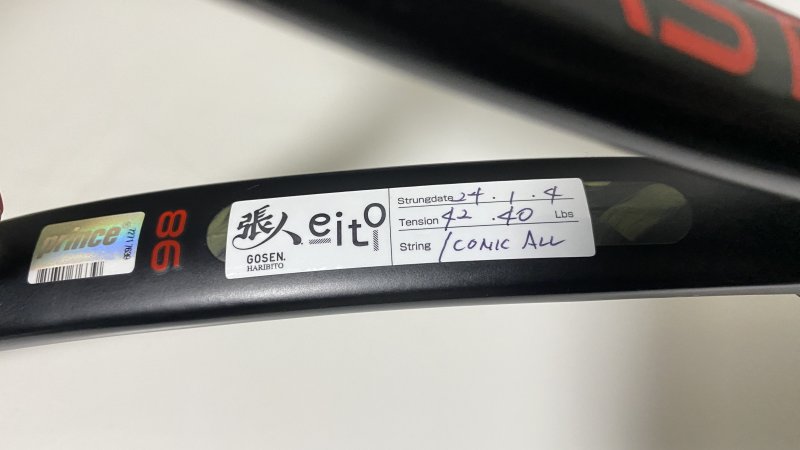 prince
98
張人
GOSEN.
HARIBITO
eito
Strungdate 24.1.4
Tension 42.40 Lbs
String ICONIC ALL